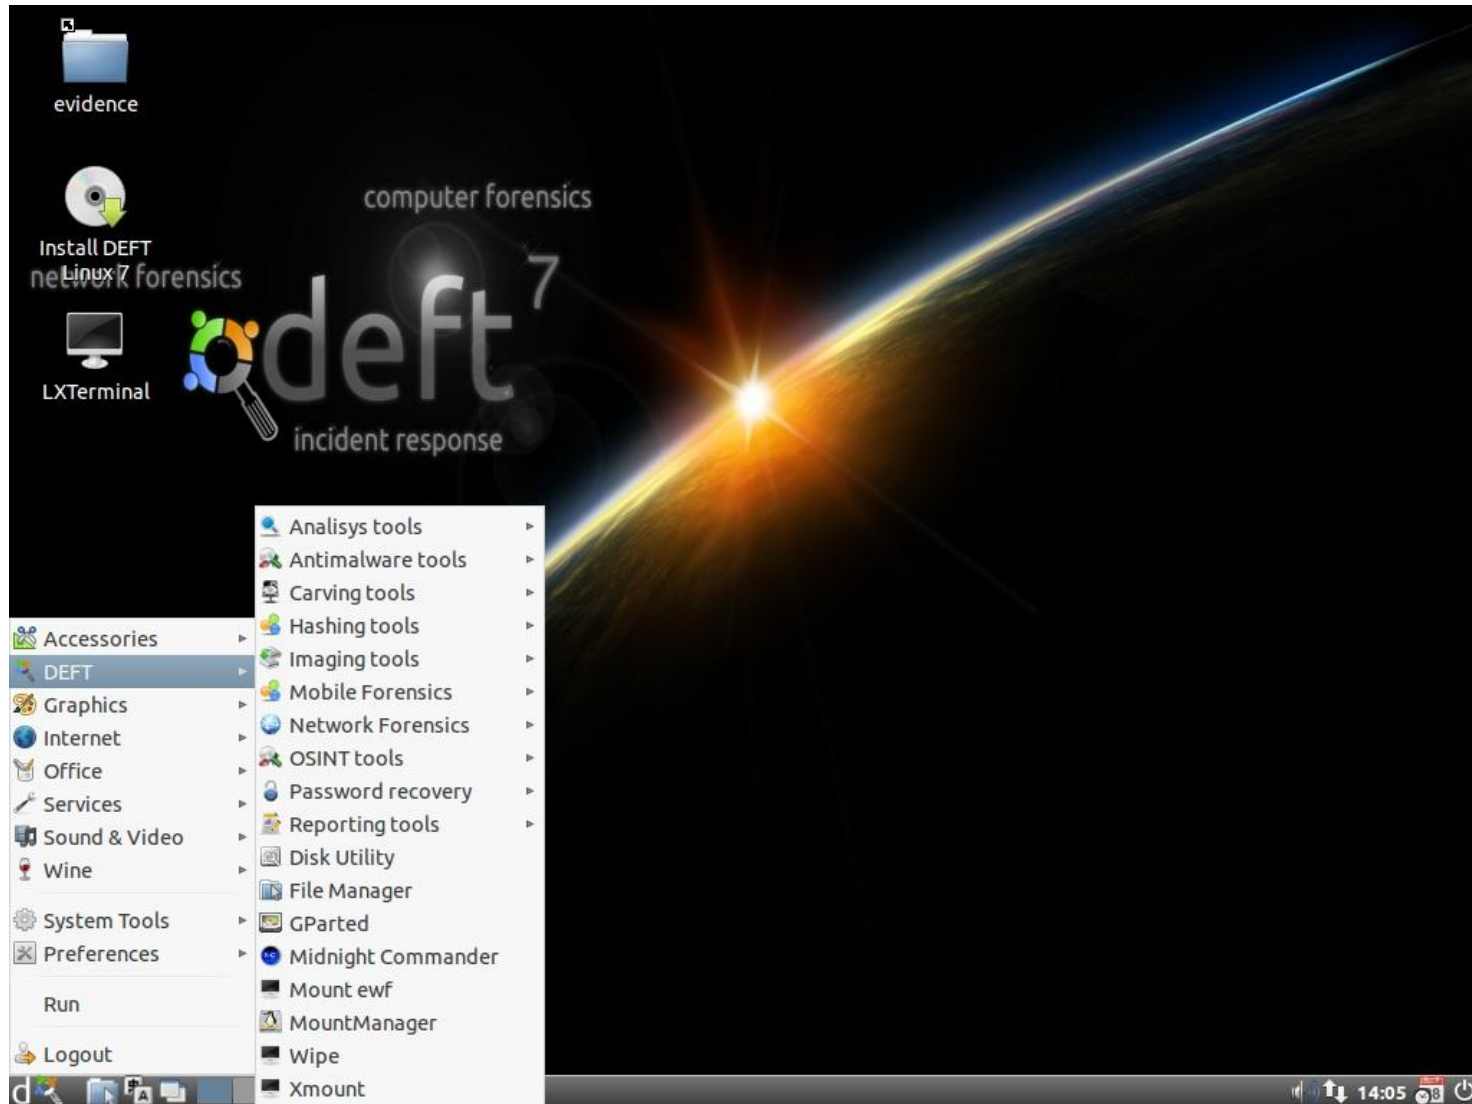 evidence
Install DEFT
Linux 7
LXTerminal
computer forensics
network forensics
deft 7
incident response
Analisys tools
Antimalware tools
Carving tools
Hashing tools
Imaging tools
Mobile Forensics
Network Forensics
OSINT tools
Password recovery
Reporting tools
Disk Utility
File Manager
GParted
Midnight Commander
Mount ewf
MountManager
Wipe
Xmount
Accessories
DEFT
Graphics
Internet
Office
Services
Sound & Video
Wine
System Tools
Preferences
Run
Logout
d
A
14:05
8